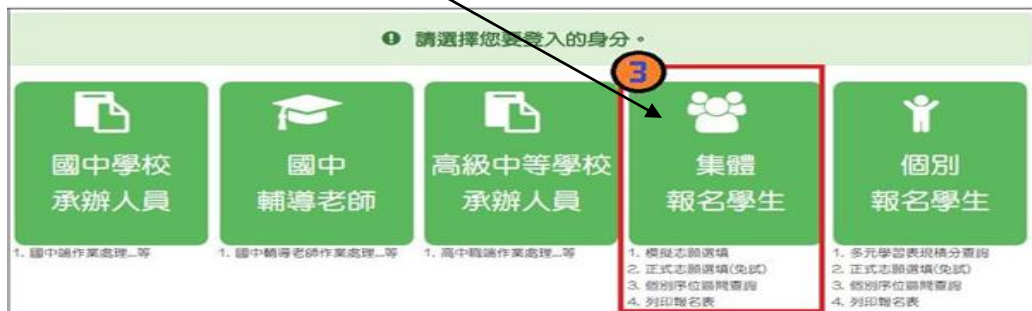 請選擇您要登入的身分。
3
國中學校
承辦人員
國中
輔導老師
高級中等學校
承辦人員
集體
報名學生
個別
報名學生
1. 國中端作業處理...等
1. 國中輔導老師作業處理...等
1. 高中職端作業處理...等
1. 模擬志願選填
2. 正式志願選填(免試)
3. 個別序位區間查詢
4. 列印報名表
1. 多元學習表現積分查詢
2. 正式志願選填(免試)
3. 個別序位區間查詢
4. 列印報名表